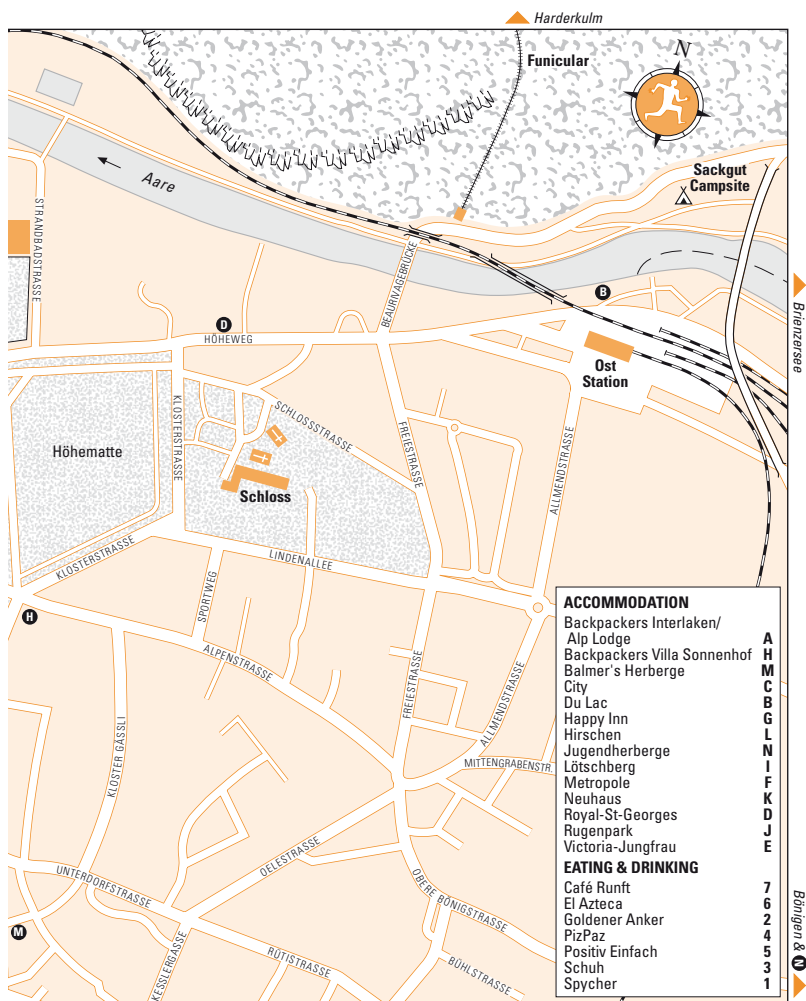 Harderkulm
Funicular
N
Sackgut
Campsite
Aare
STRANDBADSTRASSE
BEAURIVAGEBRÜCKE
B
Brienzersee
D
HÖHEWEG
Ost
Station
KLOSTERSTRASSE
SCHLOSSSTRASSE
FREIESTRASSE
ALLMENDSTRASSE
Höhematte
Schloss
KLOSTERSTRASSE
LINDENALLEE
SPORTWEG
H
ALPENSTRASSE
FREIESTRASSE
ALLMENDSTRASSE
KLOSTER GÄSSLI
MITTENGRABENSTR.
OELESTRASSE
UNTERDORFSTRASSE
OBERE BÖNIGSTRASSE
M
KESSLERGASSE
RÜTISTRASSE
BÜHLSTRASSE
ACCOMMODATION
Backpackers Interlaken/
Alp Lodge A
Backpackers Villa Sonnenhof H
Balmer's Herberge M
City C
Du Lac B
Happy Inn G
Hirschen L
Jugendherberge N
Lötschberg I
Metropole F
Neuhaus K
Royal-St-Georges D
Rugenpark J
Victoria-Jungfrau E
EATING & DRINKING
Café Runft 7
El Azteca 6
Goldener Anker 2
PizPaz 4
Positiv Einfach 5
Schuh 3
Spycher 1
Bönigen & N